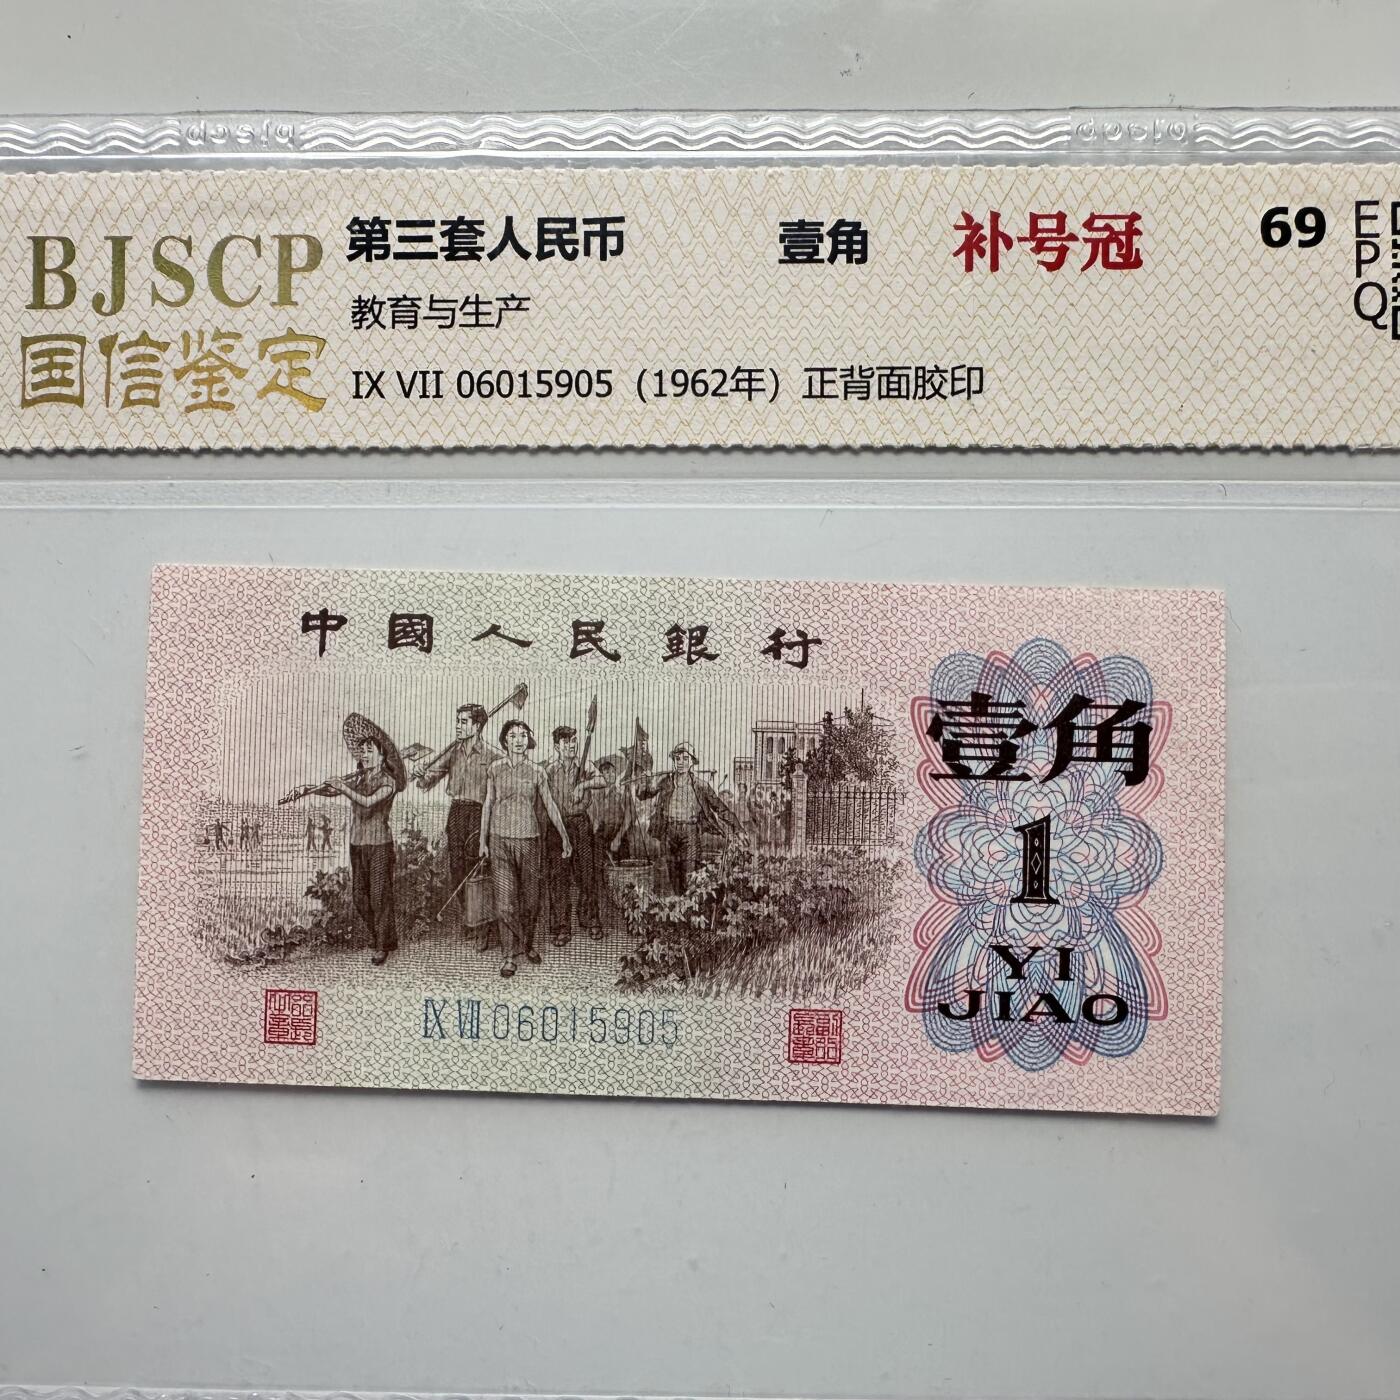 BJSCP
国信鉴定
第三套人民币 壹角 补号冠 69 EPQ
教育与生产
IX VII 06015905（1962年）正背面胶印
中國人民銀行
壹角
1
YI
JIAO
IX VII 06015905